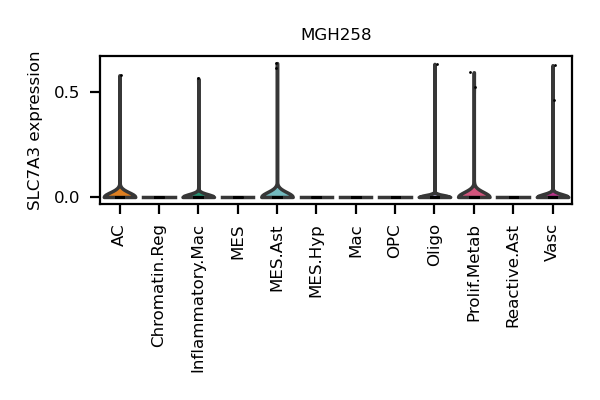 MGH258
SLC7A3 expression
0.5
0.0
AC
Chromatin.Reg
Inflammatory.Mac
MES
MES.Ast
MES.Hyp
Mac
OPC
Oligo
Prolif.Metab
Reactive.Ast
Vasc